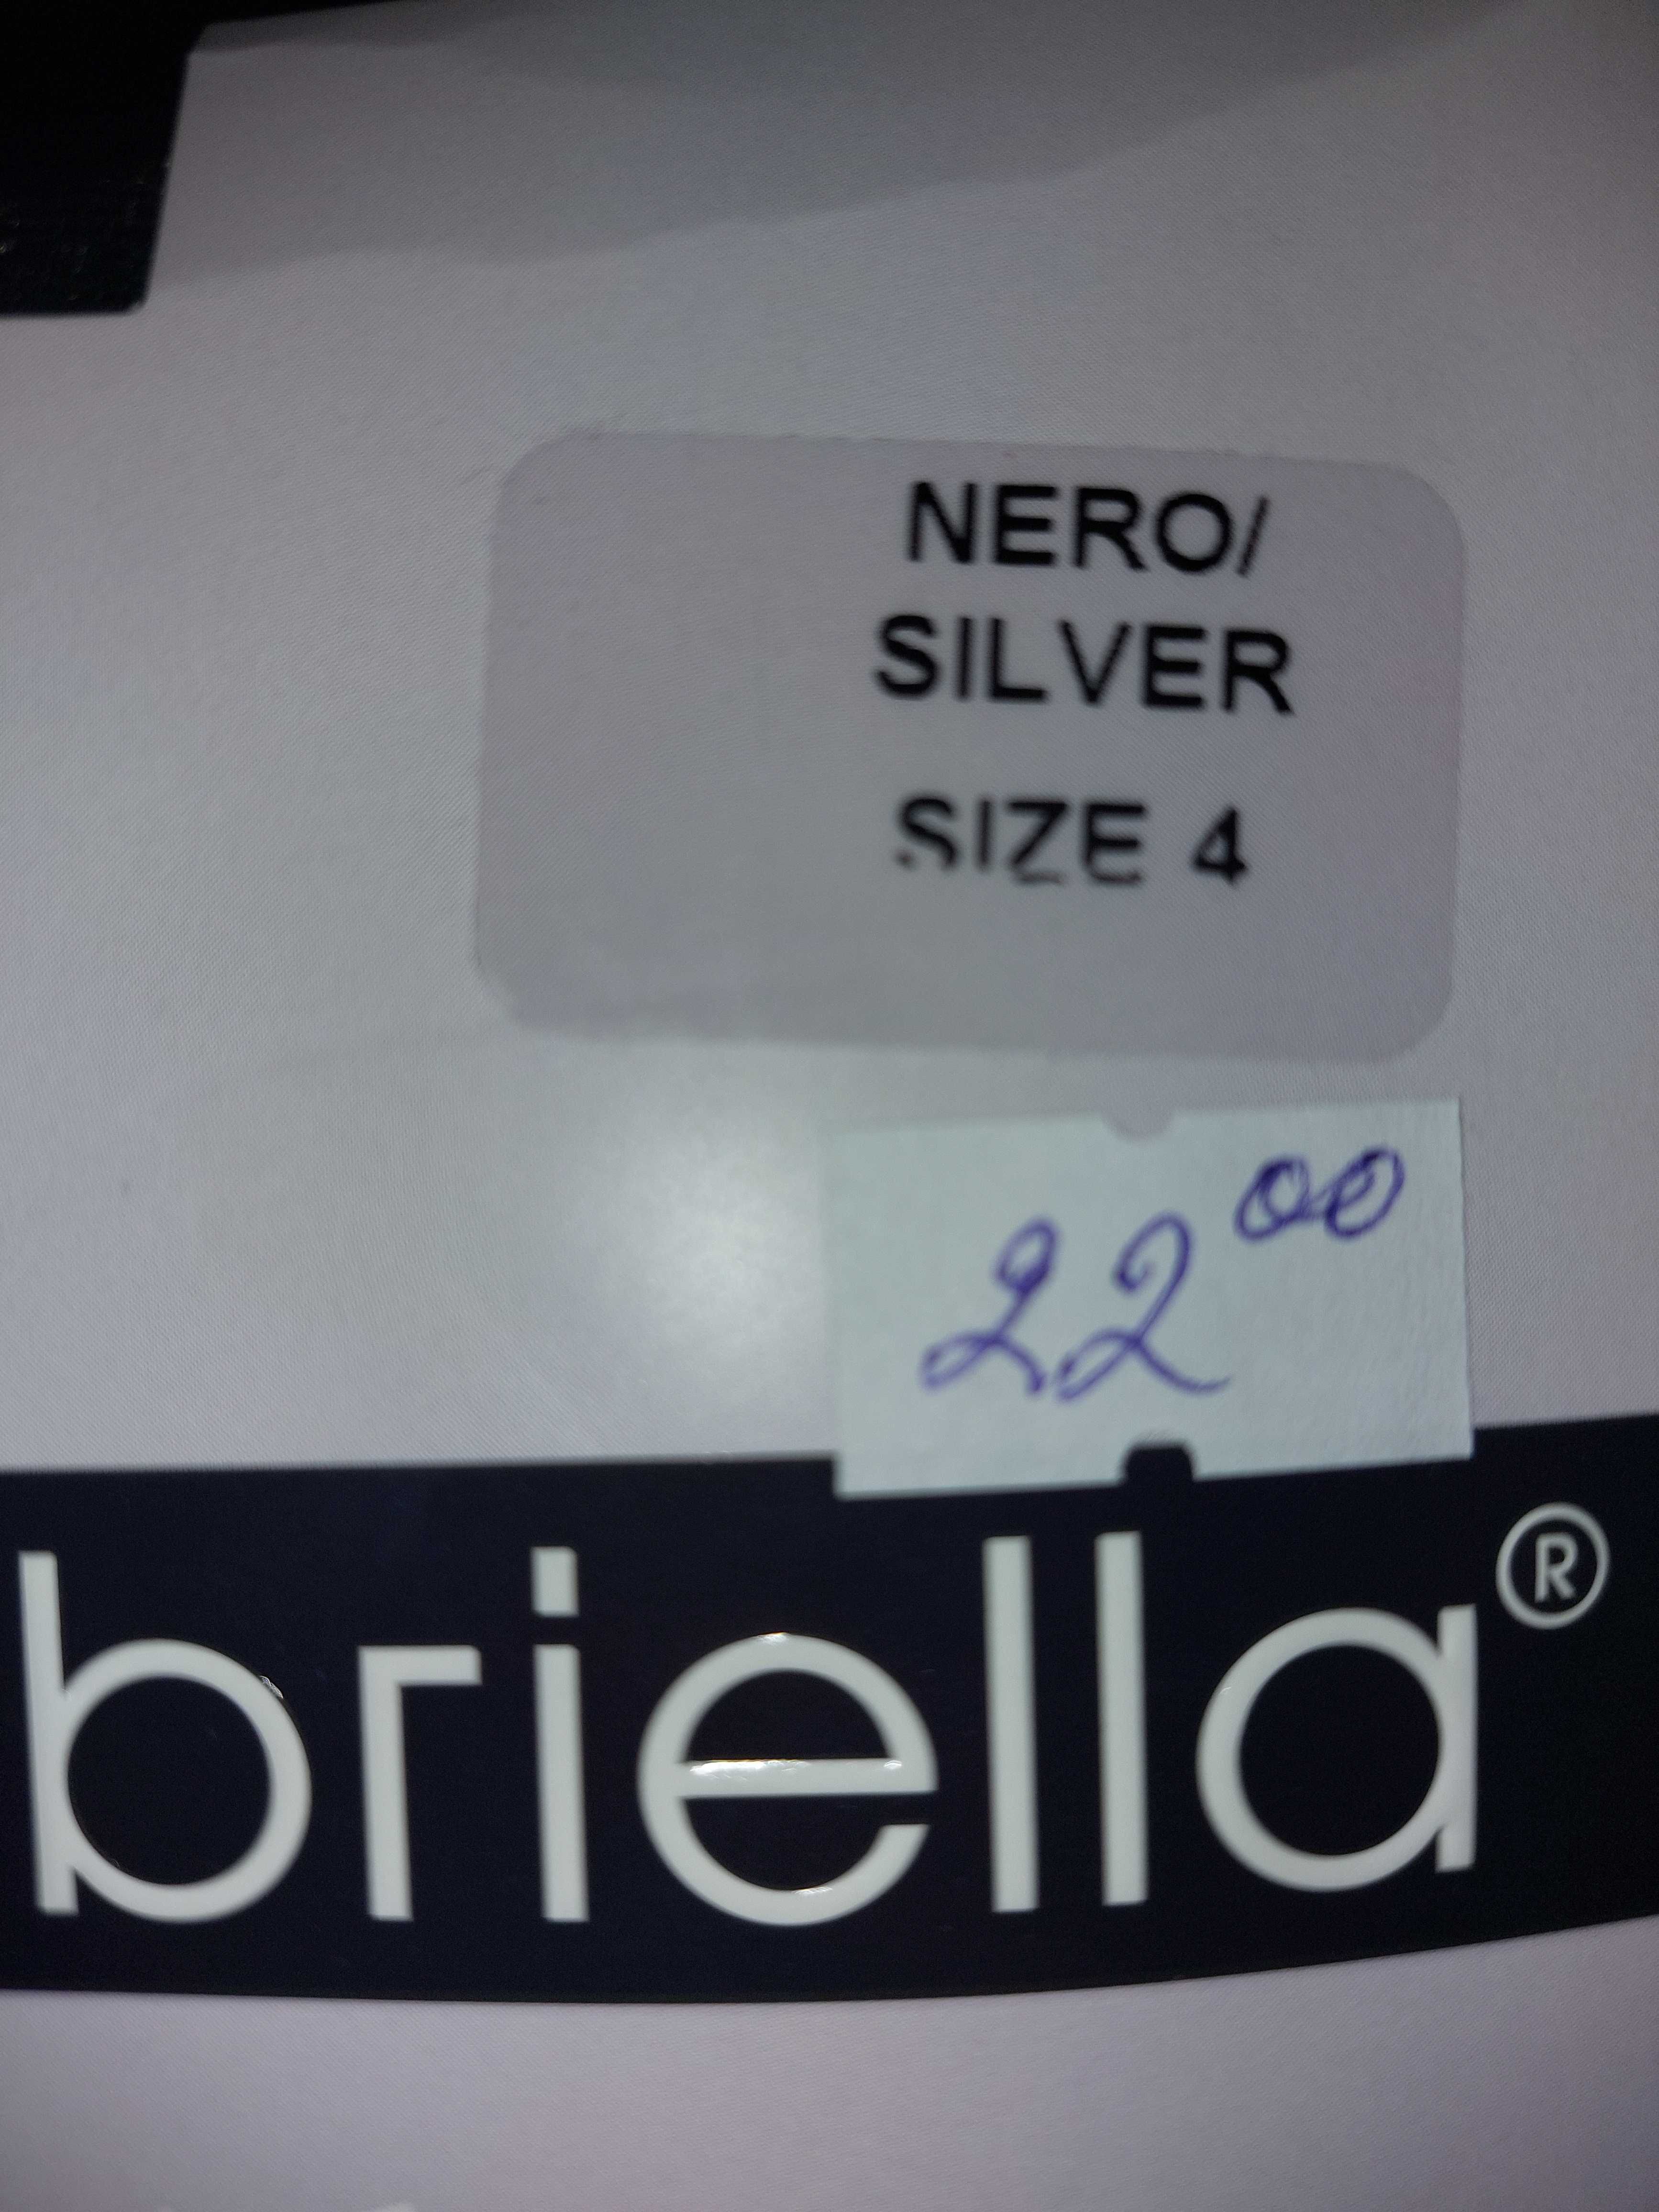 NERO/
SILVER
SIZE 4
22 00
briella®